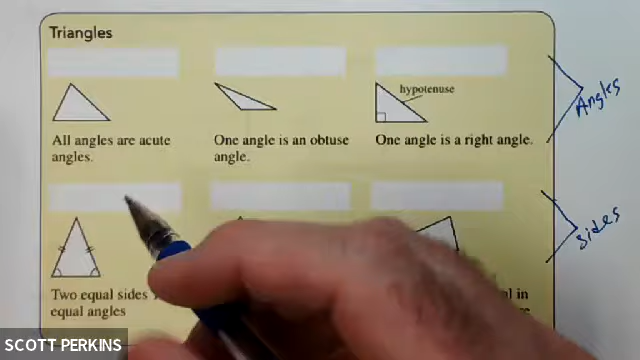 Triangles
hypotenuse
All angles are acute
angles.
One angle is an obtuse
angle.
One angle is a right angle.
Angles
Two equal sides
equal angles
l in
Sides
SCOTT PERKINS